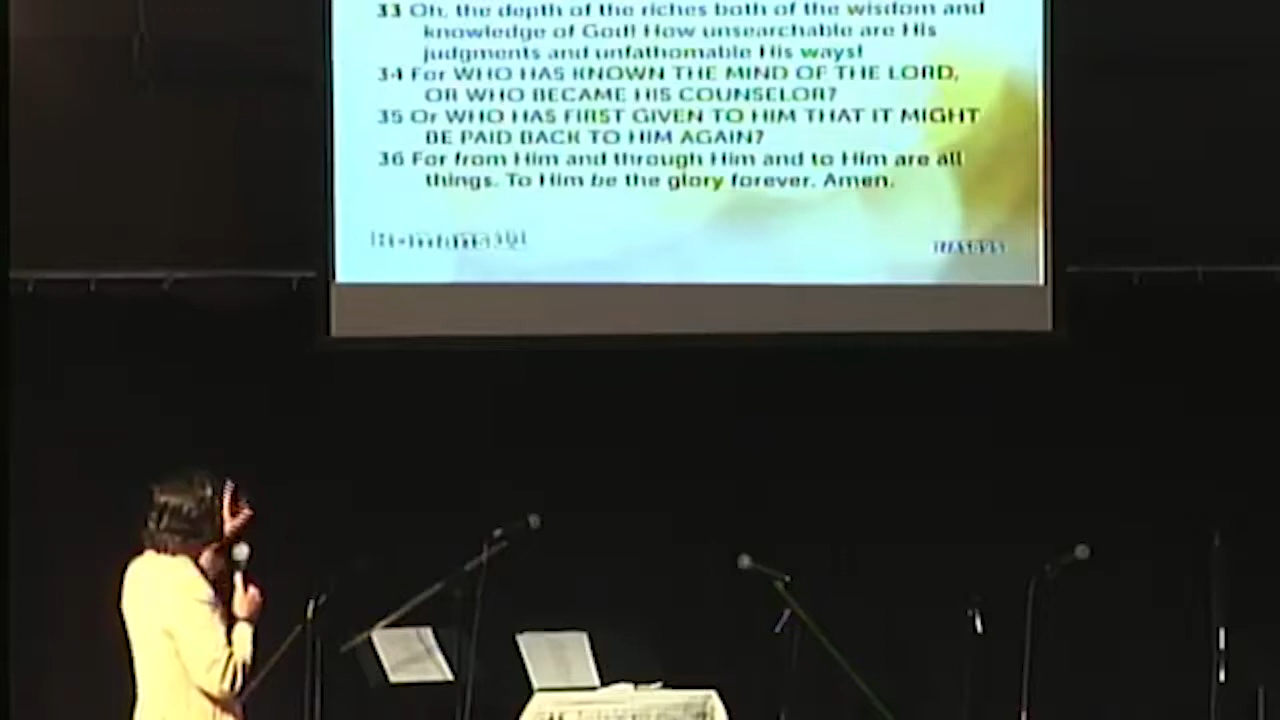 33 Oh, the depth of the riches both of the wisdom and
knowledge of God! How unsearchable are His
judgments and unfathomable His ways!
34 For WHO HAS KNOWN THE MIND OF THE LORD,
OR WHO BECAME HIS COUNSELOR?
35 Or WHO HAS FIRST GIVEN TO HIM THAT IT MIGHT
BE PAID BACK TO HIM AGAIN?
36 For from Him and through Him and to Him are all
things. To Him be the glory forever. Amen.
NASB95